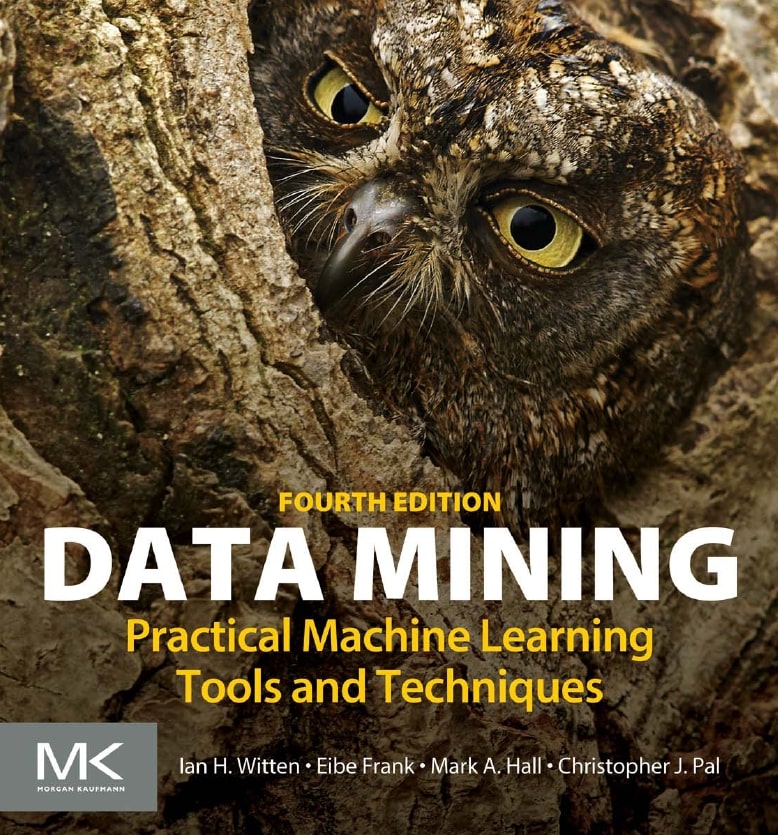 FOURTH EDITION
DATA MINING
Practical Machine Learning
Tools and Techniques
MK
MORGAN KAUFMANN
Ian H. Witten • Eibe Frank • Mark A. Hall • Christopher J. Pal